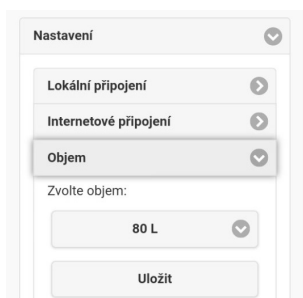 Nastavení
Lokální připojení
Internetové připojení
Objem
Zvolte objem:
80 L
Uložit